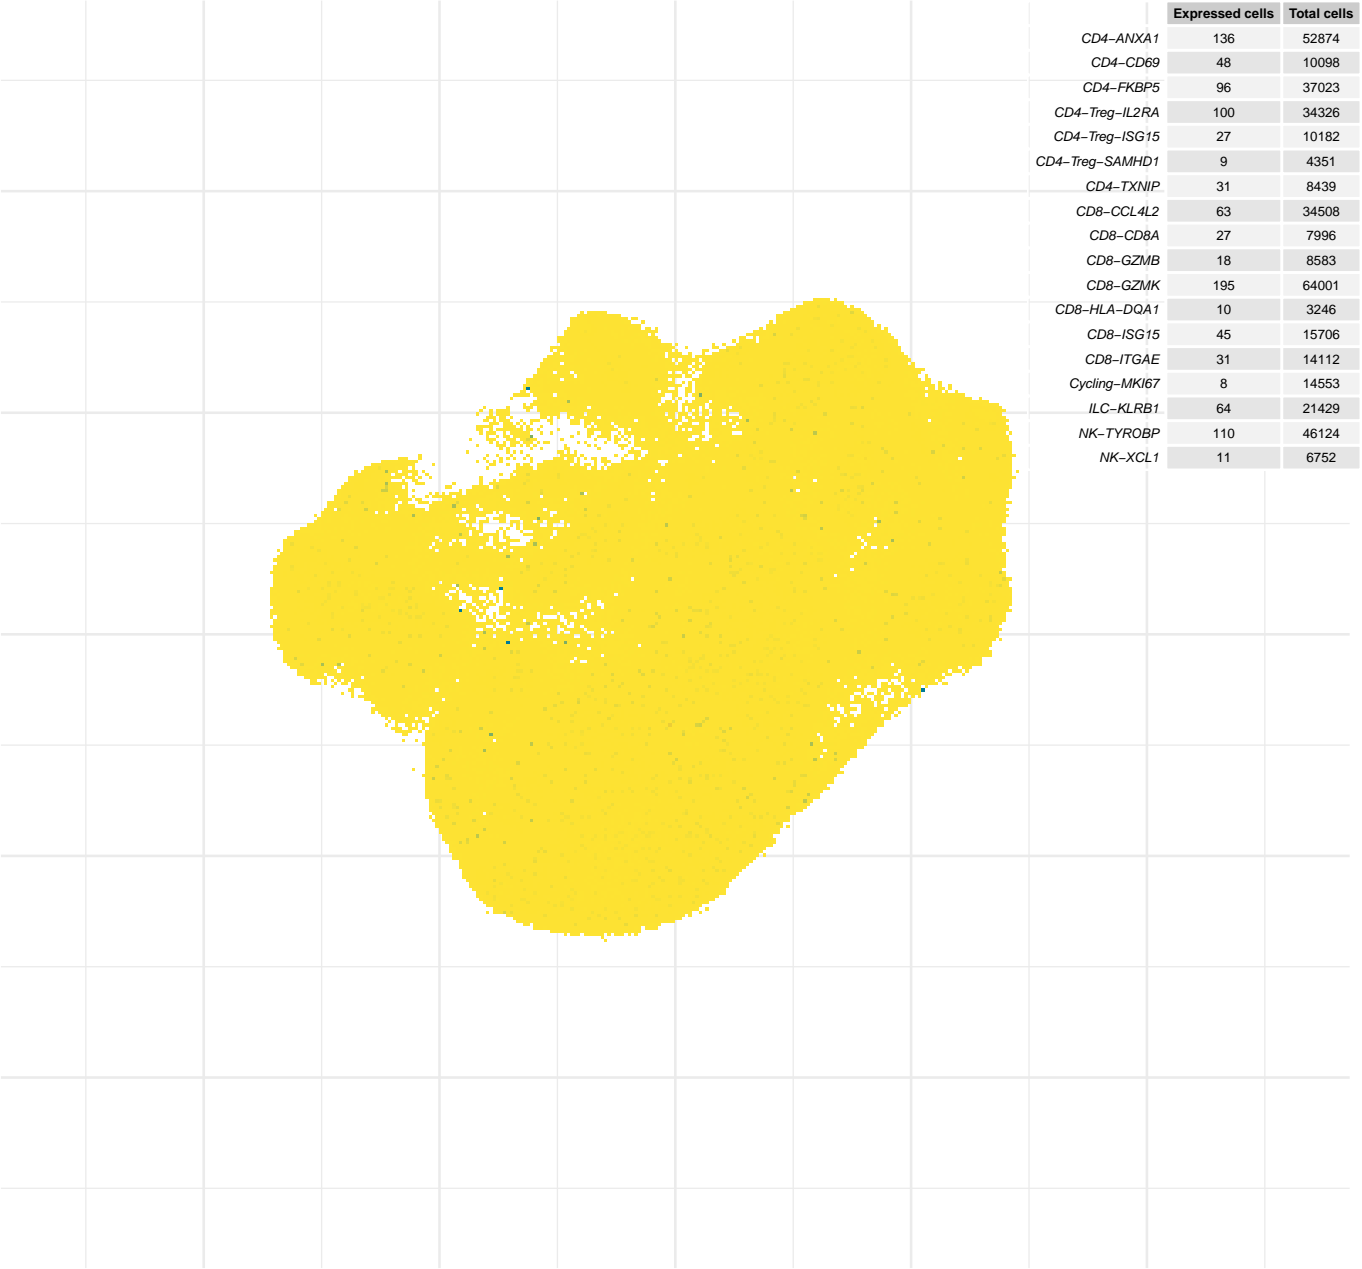 Expressed cells Total cells
CD4−ANXA1 136 52874
CD4−CD69 48 10098
CD4−FKBP5 96 37023
CD4−Treg−IL2RA 100 34326
CD4−Treg−ISG15 27 10182
CD4−Treg−SAMHD1 9 4351
CD4−TXNIP 31 8439
CD8−CCL4L2 63 34508
CD8−CD8A 27 7996
CD8−GZMB 18 8583
CD8−GZMK 195 64001
CD8−HLA−DQA1 10 3246
CD8−ISG15 45 15706
CD8−ITGAE 31 14112
Cycling−MKI67 8 14553
ILC−KLRB1 64 21429
NK−TYROBP 110 46124
NK−XCL1 11 6752